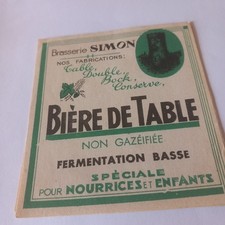 Brasserie SIMON
NOS FABRICATIONS:
Table, Double,
Bock,
Conserve,
BIÈRE DE TABLE
NON GAZÉIFIÉE
FERMENTATION BASSE
SPÉCIALE
POUR NOURRICES ET ENFANTS